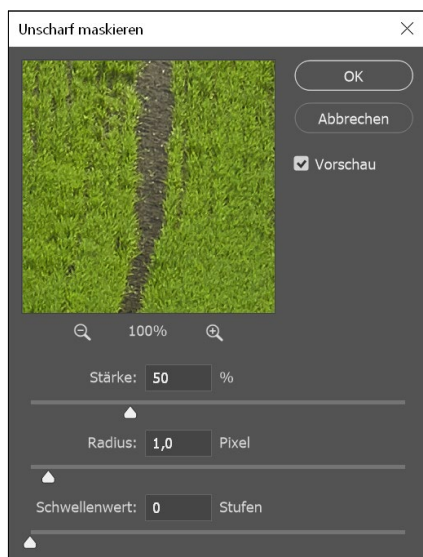 Unscharf maskieren
OK
Abbrechen
Vorschau
100%
Stärke: 50 %
Radius: 1,0 Pixel
Schwellenwert: 0 Stufen